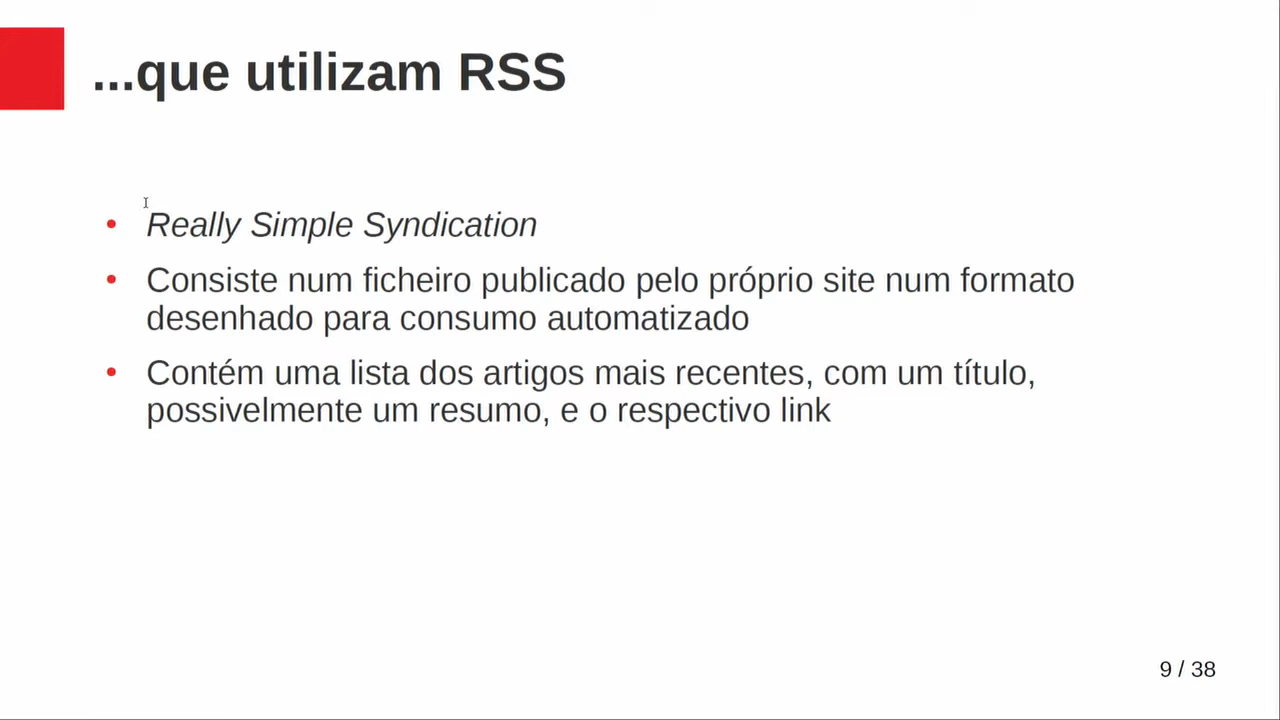 ...que utilizam RSS
• Really Simple Syndication
• Consiste num ficheiro publicado pelo próprio site num formato
desenhado para consumo automatizado
• Contém uma lista dos artigos mais recentes, com um título,
possivelmente um resumo, e o respectivo link
9 / 38